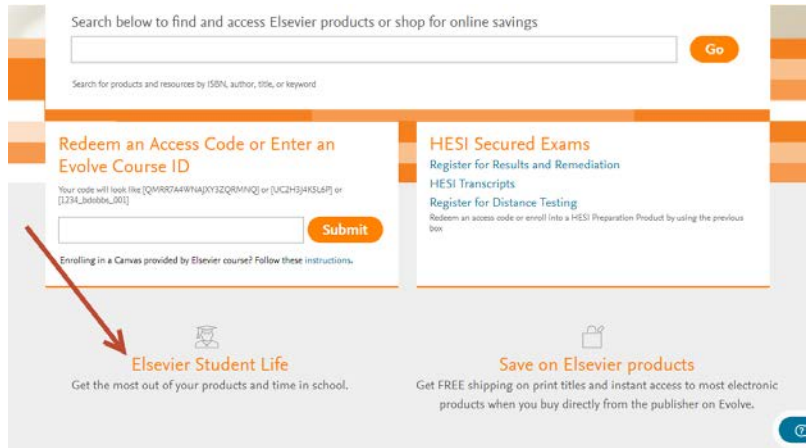 Search below to find and access Elsevier products or shop for online savings
Go
Search for products and resources by ISBN, author, title, or keyword
Redeem an Access Code or Enter an
Evolve Course ID
Your code will look like [QMRR7A4WNAJXY3ZQRMNQ] or [UC2H3J4K5L6P] or
[1234_bdobbs_001]
Submit
Enrolling in a Canvas provided by Elsevier course? Follow these instructions.
HESI Secured Exams
Register for Results and Remediation
HESI Transcripts
Register for Distance Testing
Redeem an access code or enroll into a HESI Preparation Product by using the previous
box
Elsevier Student Life
Get the most out of your products and time in school.
Save on Elsevier products
Get FREE shipping on print titles and instant access to most electronic
products when you buy directly from the publisher on Evolve.
?